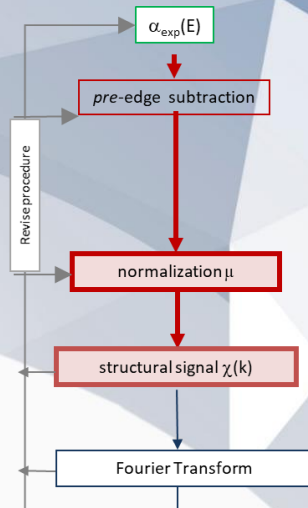 α_exp(E)
pre-edge subtraction
Revise procedure
normalization μ
structural signal χ(k)
Fourier Transform